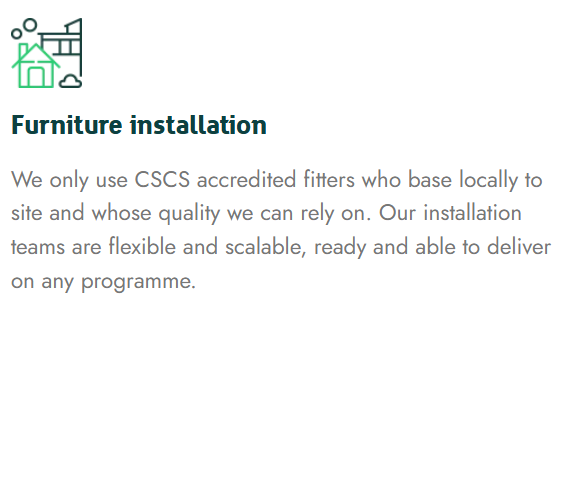 Furniture installation
We only use CSCS accredited fitters who base locally to
site and whose quality we can rely on. Our installation
teams are flexible and scalable, ready and able to deliver
on any programme.